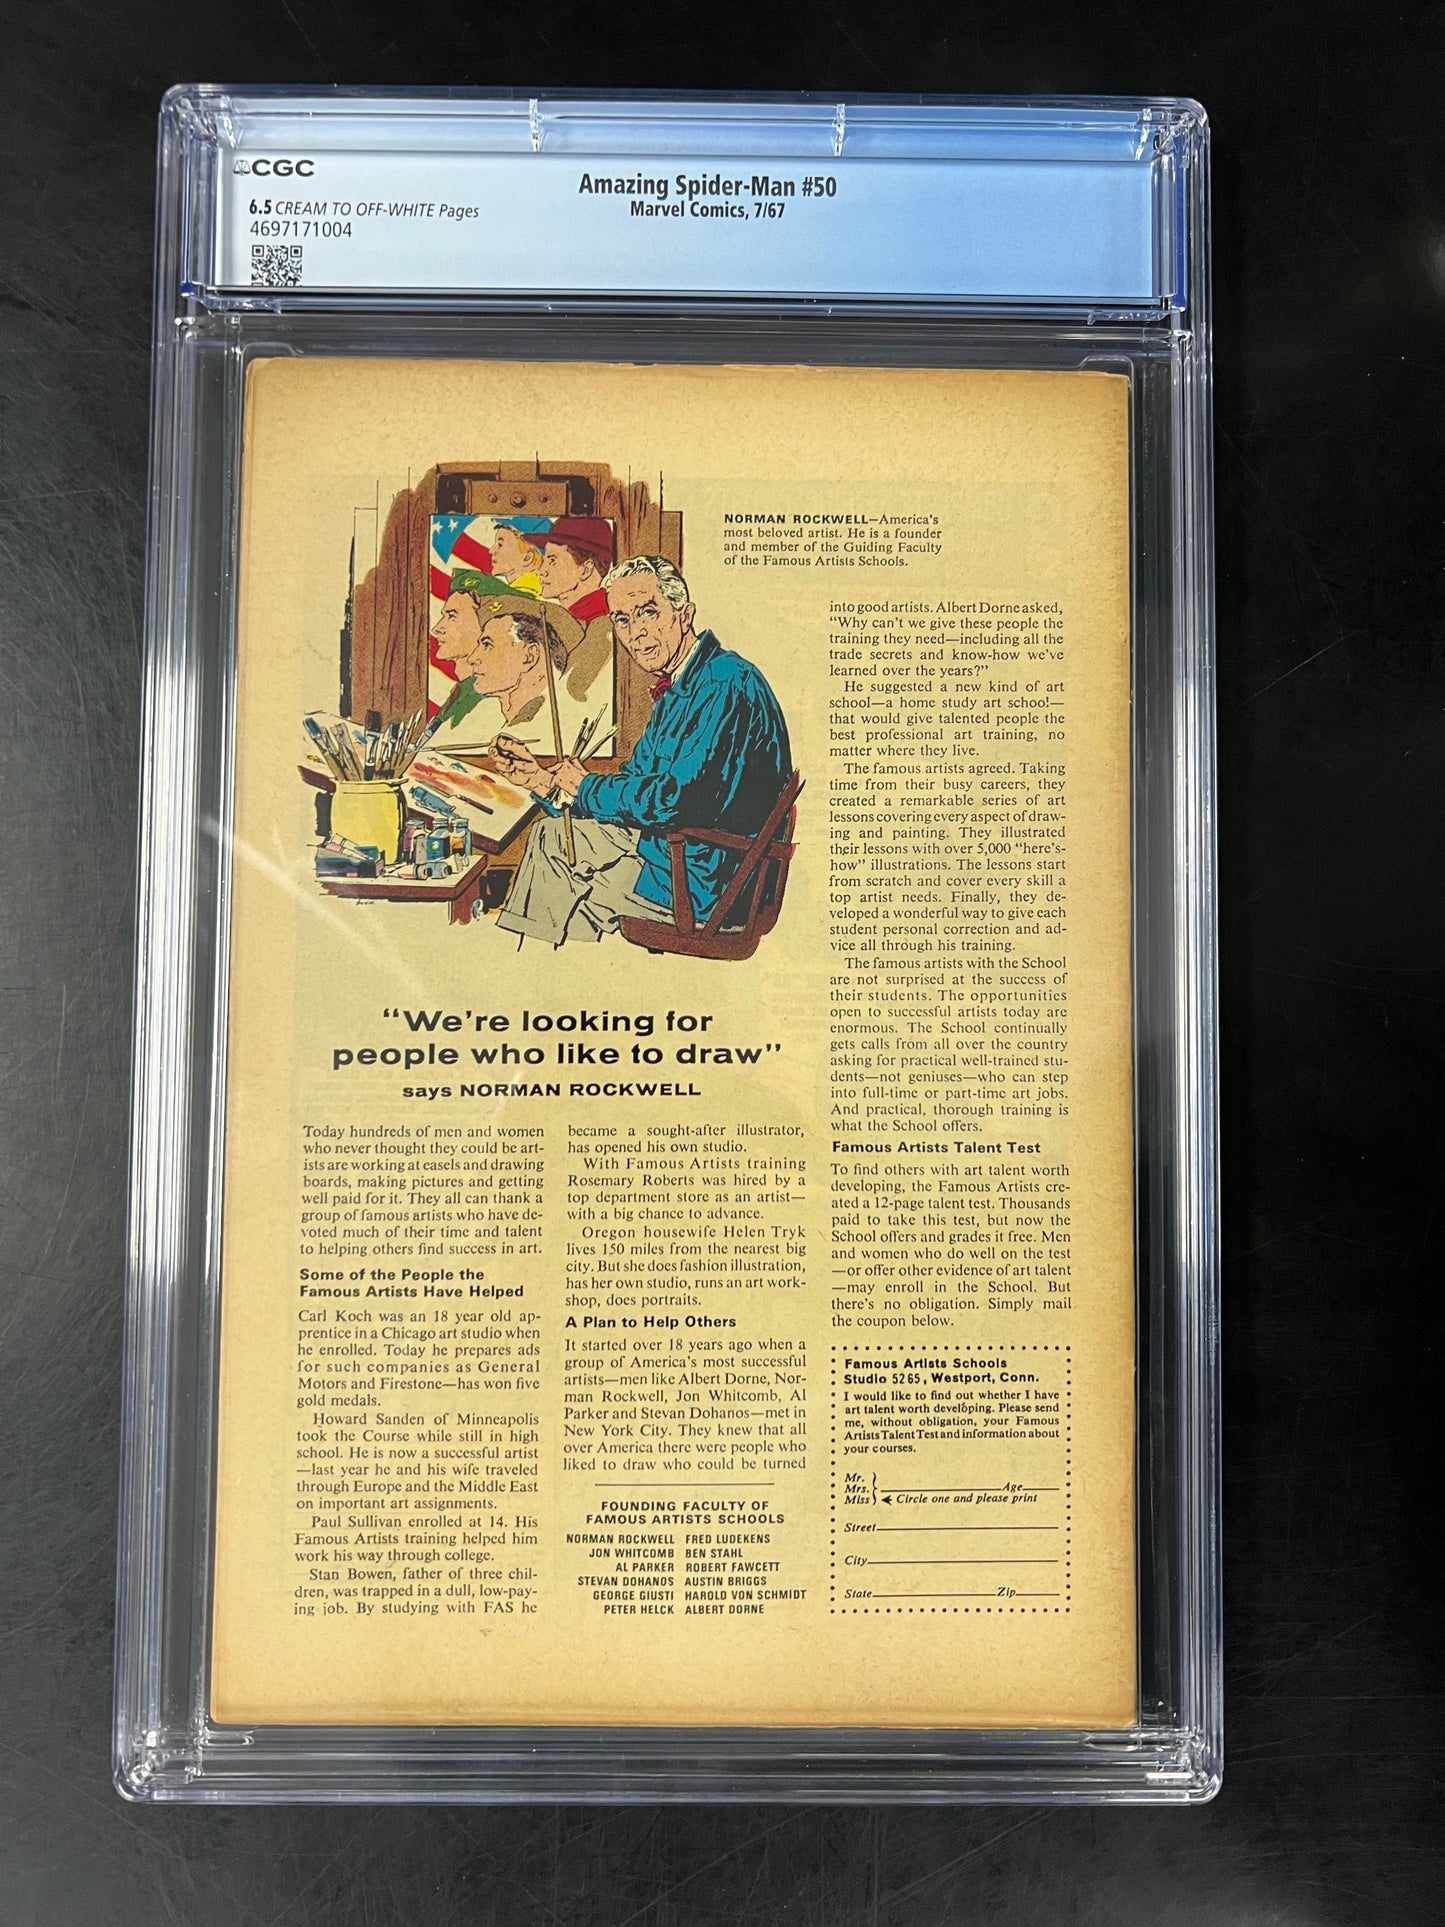 CGC
6.5 CREAM TO OFF-WHITE Pages
4697171004
Amazing Spider-Man #50
Marvel Comics, 7/67
NORMAN ROCKWELL—America's
most beloved artist. He is a founder
and member of the Guiding Faculty
of the Famous Artists Schools.
"We're looking for
people who like to draw"
says NORMAN ROCKWELL
Today hundreds of men and women
who never thought they could be art-
ists are working at easels and drawing
boards, making pictures and getting
well paid for it. They all can thank a
group of famous artists who have de-
voted much of their time and talent
to helping others find success in art.
Some of the People the
Famous Artists Have Helped
Carl Koch was an 18 year old ap-
prentice in a Chicago art studio when
he enrolled. Today he prepares ads
for such companies as General
Motors and Firestone—has won five
gold medals.
Howard Sanden of Minneapolis
took the Course while still in high
school. He is now a successful artist
—last year he and his wife traveled
through Europe and the Middle East
on important art assignments.
Paul Sullivan enrolled at 14. His
Famous Artists training helped him
work his way through college.
Stan Bowen, father of three chil-
dren, was trapped in a dull, low-pay-
ing job. By studying with FAS he
became a sought-after illustrator,
has opened his own studio.
With Famous Artists training
Rosemary Roberts was hired by a
top department store as an artist—
with a big chance to advance.
Oregon housewife Helen Tryk
lives 150 miles from the nearest big
city. But she does fashion illustration,
has her own studio, runs an art work-
shop, does portraits.
A Plan to Help Others
It started over 18 years ago when a
group of America's most successful
artists—men like Albert Dorne, Nor-
man Rockwell, Jon Whitcomb, Al
Parker and Stevan Dohanos—met in
New York City. They knew that all
over America there were people who
liked to draw who could be turned
FOUNDING FACULTY OF
FAMOUS ARTISTS SCHOOLS
NORMAN ROCKWELL FRED LUDEKENS
JON WHITCOMB BEN STAHL
AL PARKER ROBERT FAWCETT
STEVAN DOHANOS AUSTIN BRIGGS
GEORGE GIUSTI HAROLD VON SCHMIDT
PETER HELCK ALBERT DORNE
into good artists. Albert Dorne asked,
"Why can't we give these people the
training they need—including all the
trade secrets and know-how we've
learned over the years?"
He suggested a new kind of art
school—a home study art school—
that would give talented people the
best professional art training, no
matter where they live.
The famous artists agreed. Taking
time from their busy careers, they
created a remarkable series of art
lessons covering every aspect of draw-
ing and painting. They illustrated
their lessons with over 5,000 "here's-
how" illustrations. The lessons start
from scratch and cover every skill a
top artist needs. Finally, they de-
veloped a wonderful way to give each
student personal correction and ad-
vice all through his training.
The famous artists with the School
are not surprised at the success of
their students. The opportunities
open to successful artists today are
enormous. The School continually
gets calls from all over the country
asking for practical well-trained stu-
dents—not geniuses—who can step
into full-time or part-time art jobs.
And practical, thorough training is
what the School offers.
Famous Artists Talent Test
To find others with art talent worth
developing, the Famous Artists cre-
ated a 12-page talent test. Thousands
paid to take this test, but now the
School offers and grades it free. Men
and women who do well on the test
—or offer other evidence of art talent
—may enroll in the School. But
there's no obligation. Simply mail
the coupon below.
Famous Artists Schools
Studio 5265, Westport, Conn.
I would like to find out whether I have
art talent worth developing. Please send
me, without obligation, your Famous
Artists Talent Test and information about
your courses.
Mr.
Mrs. Age
Miss Circle one and please print
Street
City
State Zip